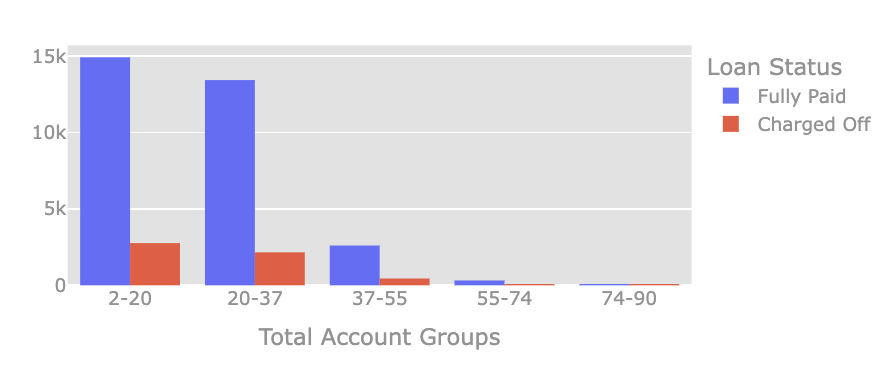 15k
10k
5k
0
2-20 20-37 37-55 55-74 74-90
Total Account Groups
Loan Status
Fully Paid
Charged Off